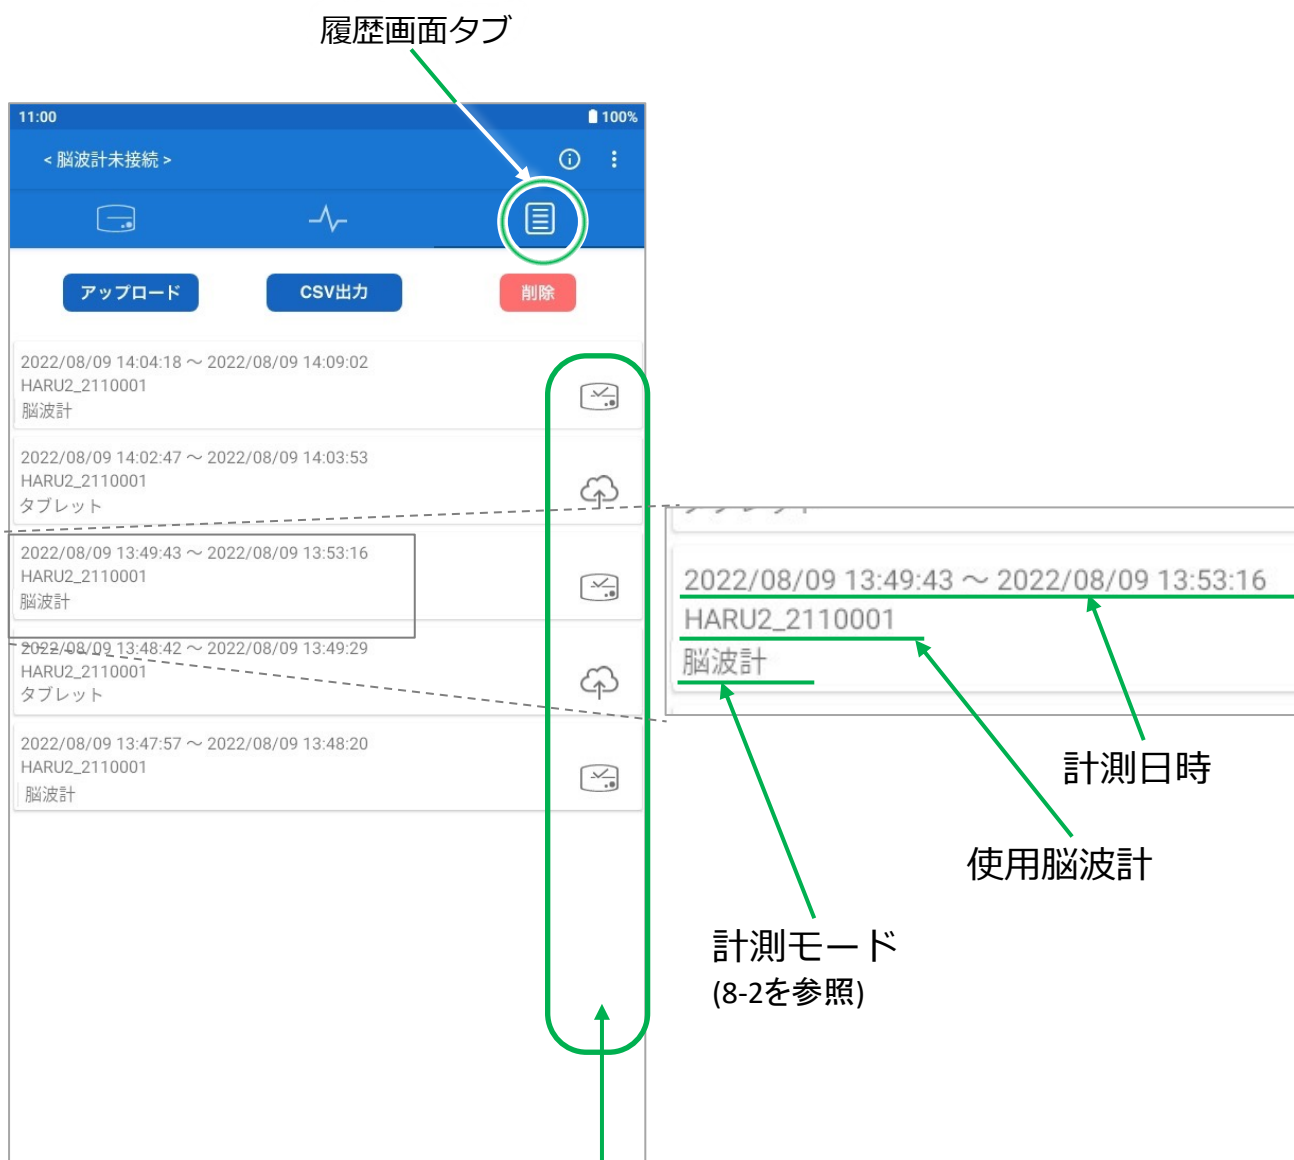 履歴画面タブ
11:00
100%
< 脳波計未接続 >
アップロード
CSV出力
削除
2022/08/09 14:04:18 ～ 2022/08/09 14:09:02
HARU2_2110001
脳波計
2022/08/09 14:02:47 ～ 2022/08/09 14:03:53
HARU2_2110001
タブレット
2022/08/09 13:49:43 ～ 2022/08/09 13:53:16
HARU2_2110001
脳波計
2022/08/09 13:48:42 ～ 2022/08/09 13:49:29
HARU2_2110001
タブレット
2022/08/09 13:47:57 ～ 2022/08/09 13:48:20
HARU2_2110001
脳波計
2022/08/09 13:49:43 ～ 2022/08/09 13:53:16
HARU2_2110001
脳波計
計測日時
使用脳波計
計測モード
(8-2を参照)